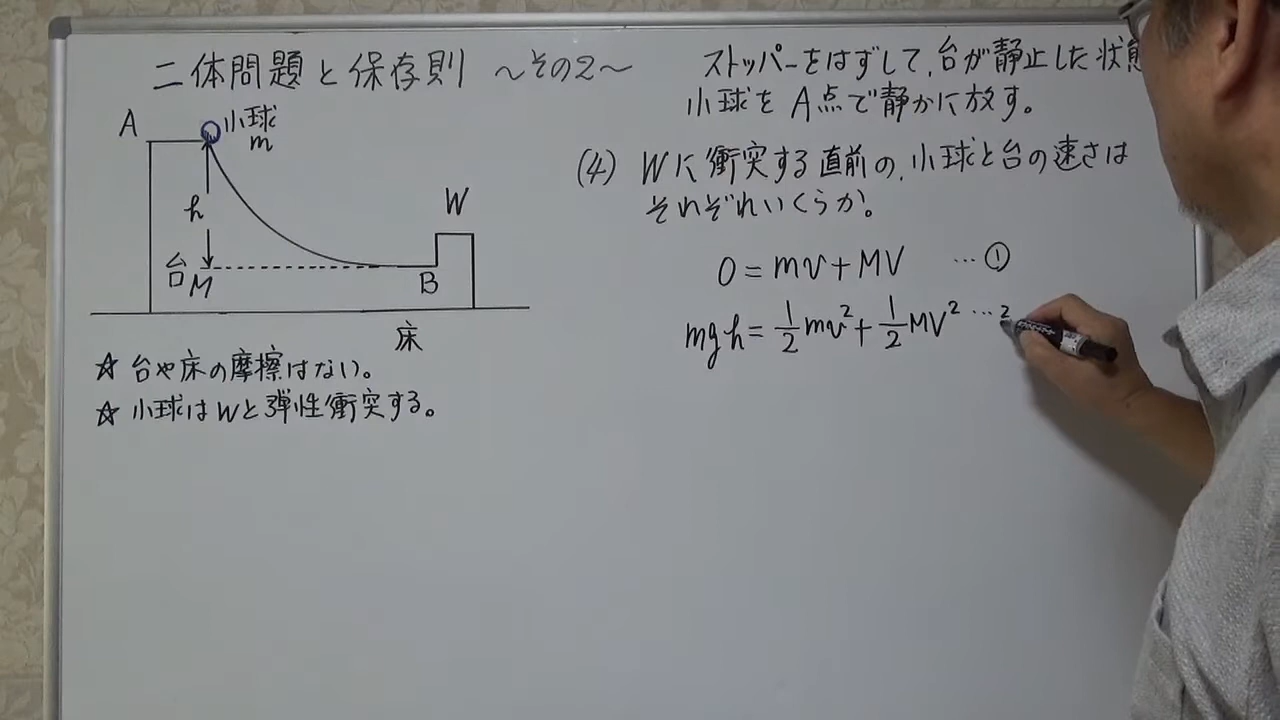 二体問題と保存則 ～その2～
A
小球
m
h
W
台
M
B
床
☆ 台や床の摩擦はない。
☆ 小球はWと弾性衝突する。
ストッパーをはずして、台が静止した状態
小球をA点で静かに放す。
(4) Wに衝突する直前の、小球と台の速さは
それぞれいくらか。
0 = mv + MV …①
mgh = 1/2 mv² + 1/2 MV² …2